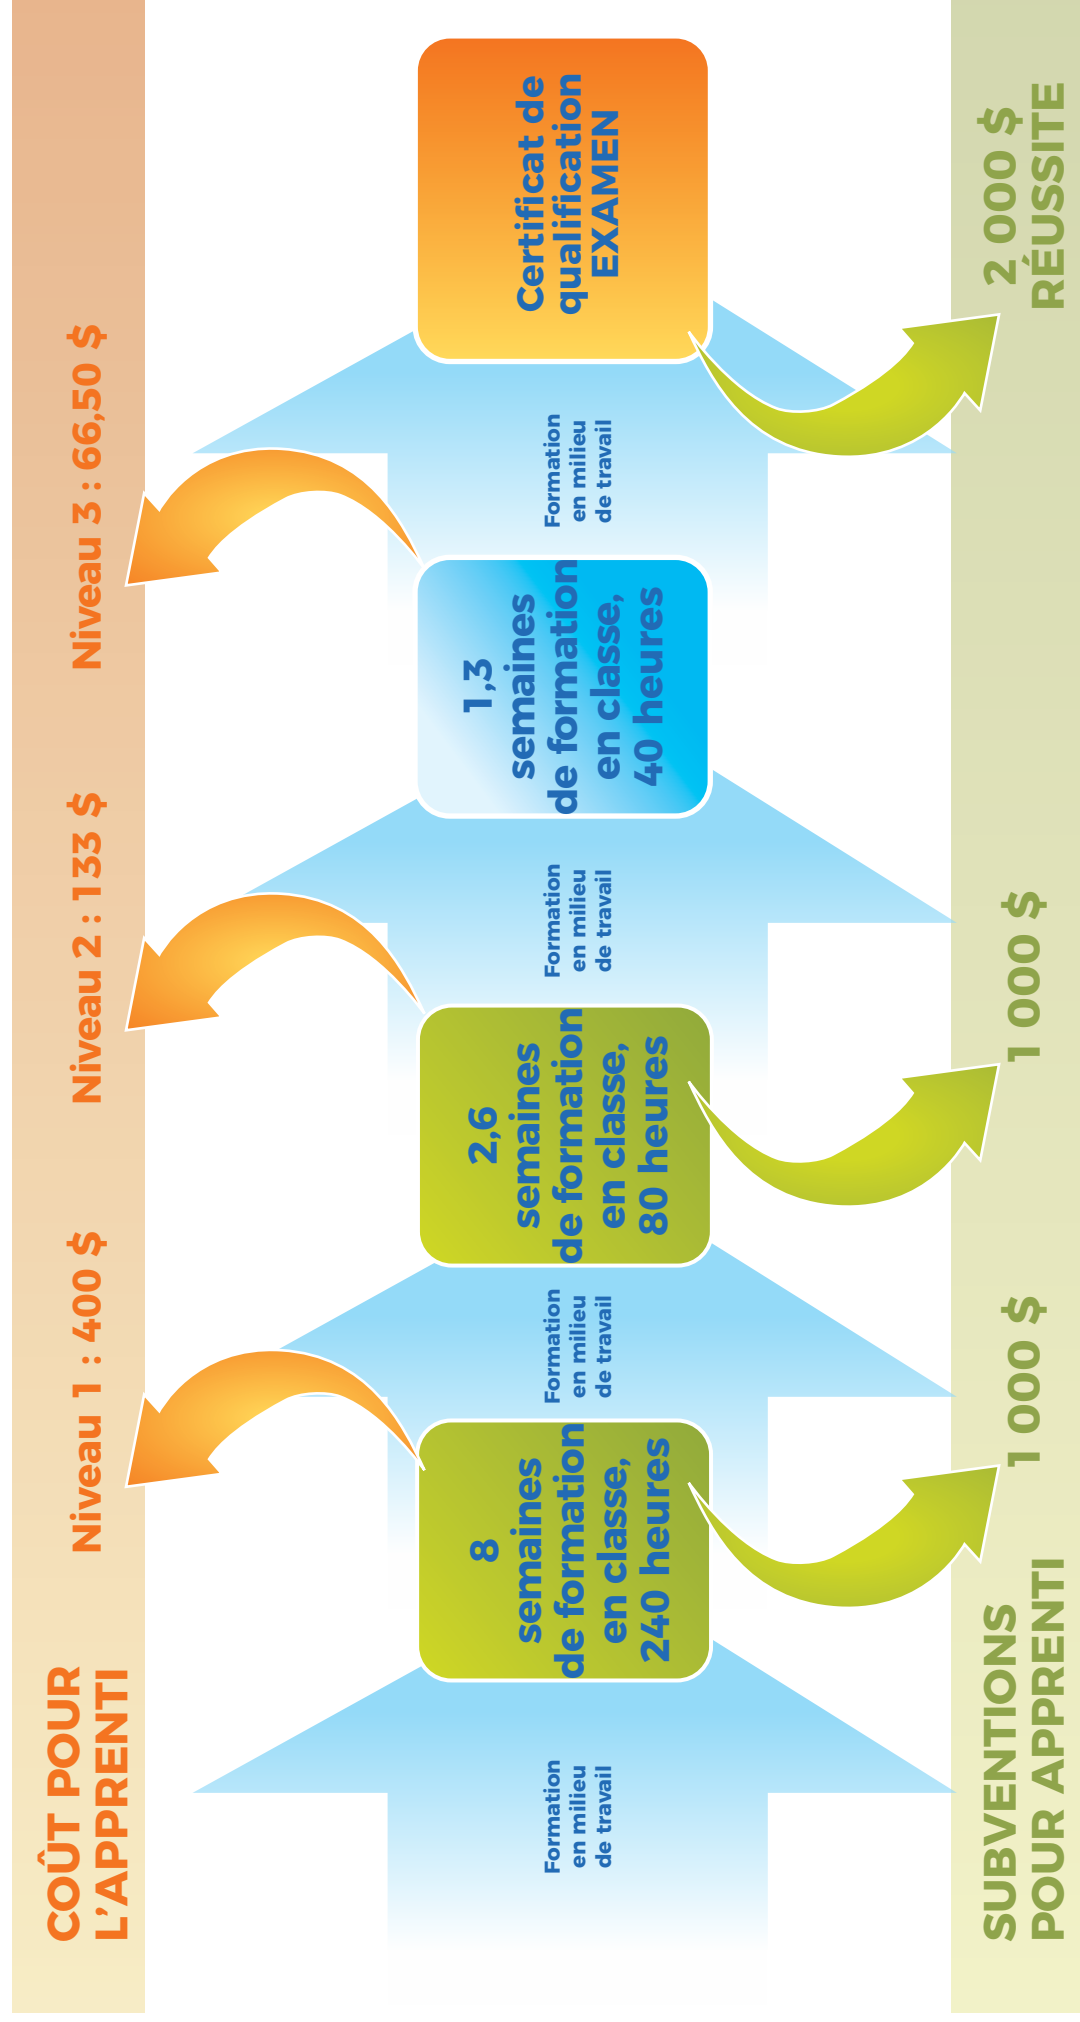 COÛT POUR
L'APPRENTI
Niveau 1 : 400 $
Niveau 2 : 133 $
Niveau 3 : 66,50 $
Formation
en milieu
de travail
8
semaines
de formation
en classe,
240 heures
Formation
en milieu
de travail
2,6
semaines
de formation
en classe,
80 heures
Formation
en milieu
de travail
1,3
semaines
de formation
en classe,
40 heures
Formation
en milieu
de travail
Certificat de
qualification
EXAMEN
SUBVENTIONS
POUR APPRENTI
1 000 $
1 000 $
2 000 $
RÉUSSITE